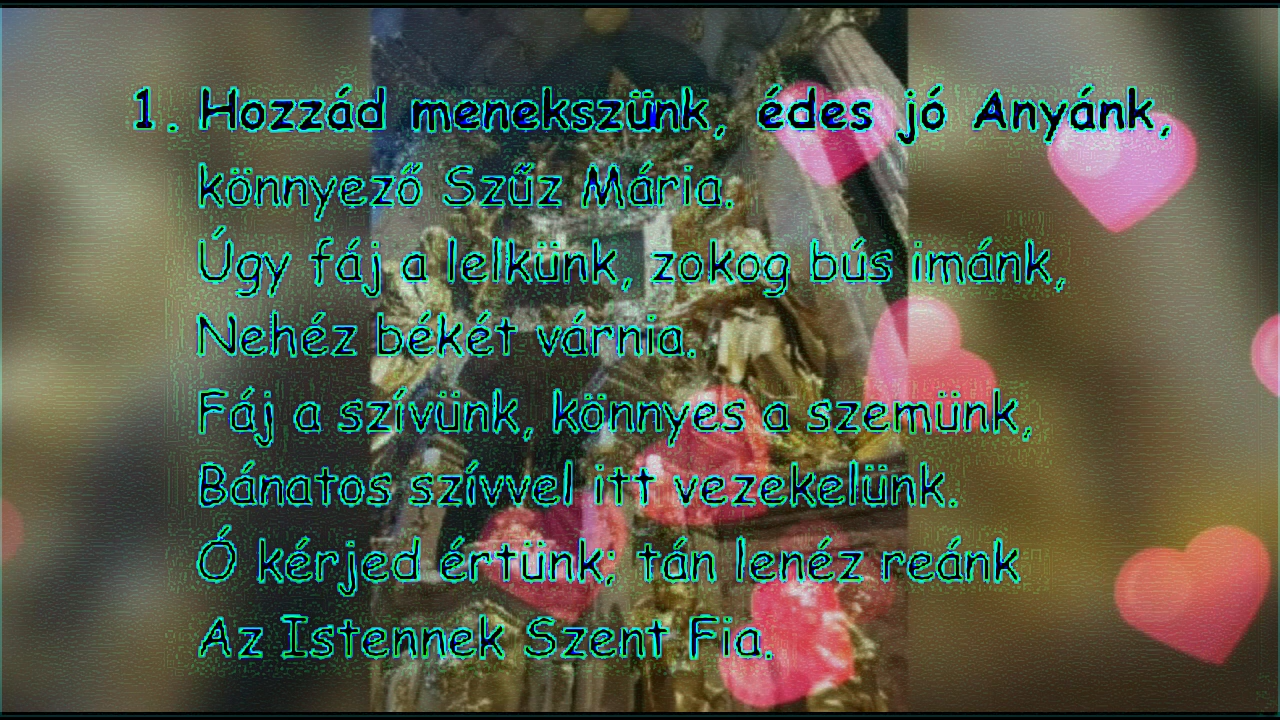 1. Hozzád menekszünk, édes jó Anyánk,
könnyező Szűz Mária.
Úgy fáj a lelkünk, zokog bús imánk,
Nehéz békét várnia.
Fáj a szívünk, könnyes a szemünk,
Bánatos szívvel itt vezekelünk.
Ó kérjed értünk; tán lenéz reánk
Az Istennek Szent Fia.